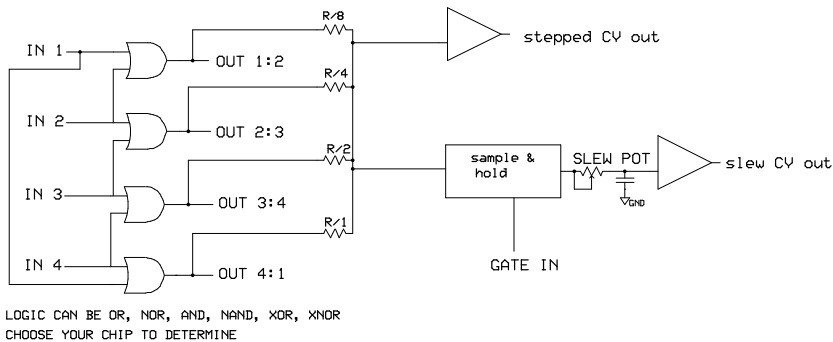 R/8
IN 1
OUT 1:2
stepped CV out
R/4
IN 2
OUT 2:3
R/2
sample &
hold
SLEW POT
slew CV out
IN 3
OUT 3:4
GND
R/1
IN 4
OUT 4:1
GATE IN
LOGIC CAN BE OR, NOR, AND, NAND, XOR, XNOR
CHOOSE YOUR CHIP TO DETERMINE